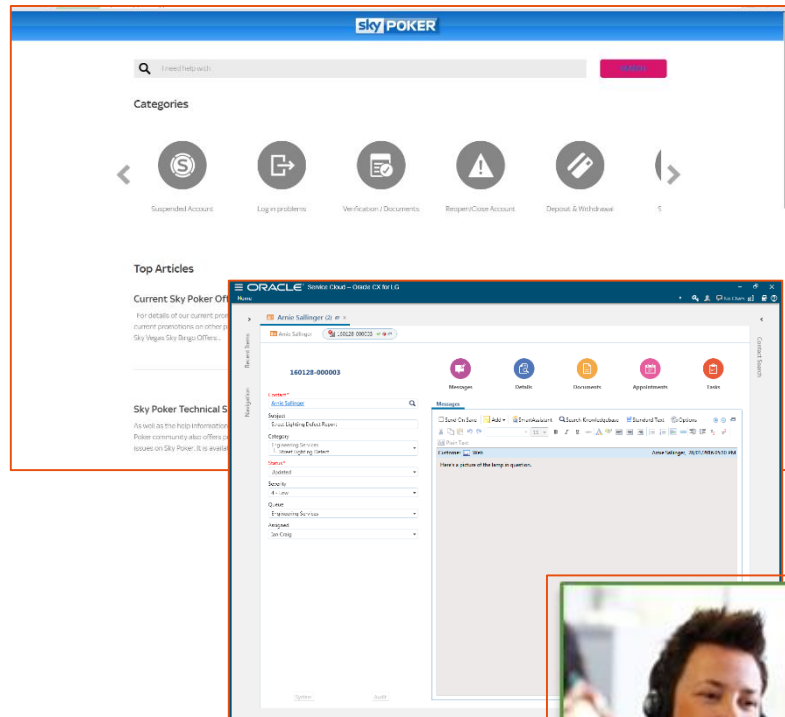 sky POKER
I need help with
SEARCH
Categories
Suspended Account
Log in problems
Verification / Documents
Reopen/Close Account
Deposit & Withdrawal
S
Top Articles
Current Sky Poker Off
For details of our current prom
current promotions on other p
Sky Vegas Sky Bingo Offers...
Sky Poker Technical S
As well as the help information
Poker community also offers p
issues on Sky Poker. It is availab
ORACLE Service Cloud – Oracle CX for LG
Home
Recent Items
Navigation
Contact Search
Arnie Sallinger (2)
Arnie Sallinger
160128-000003
160128-000003
Messages
Details
Documents
Appointments
Tasks
Contact*
Arnie Sallinger
Subject
Street Lighting Defect Report
Category
Engineering Services
Street Lighting Defect
Status*
Updated
Severity
4 - Low
Queue
Engineering Services
Assigned
Ian Craig
Messages
Send On Save
Add
SmartAssistant
Search Knowledgebase
Standard Text
Options
Plain Text
Customer Web
Arnie Sallinger,
Here's a picture of the lamp in question.
System
Audit